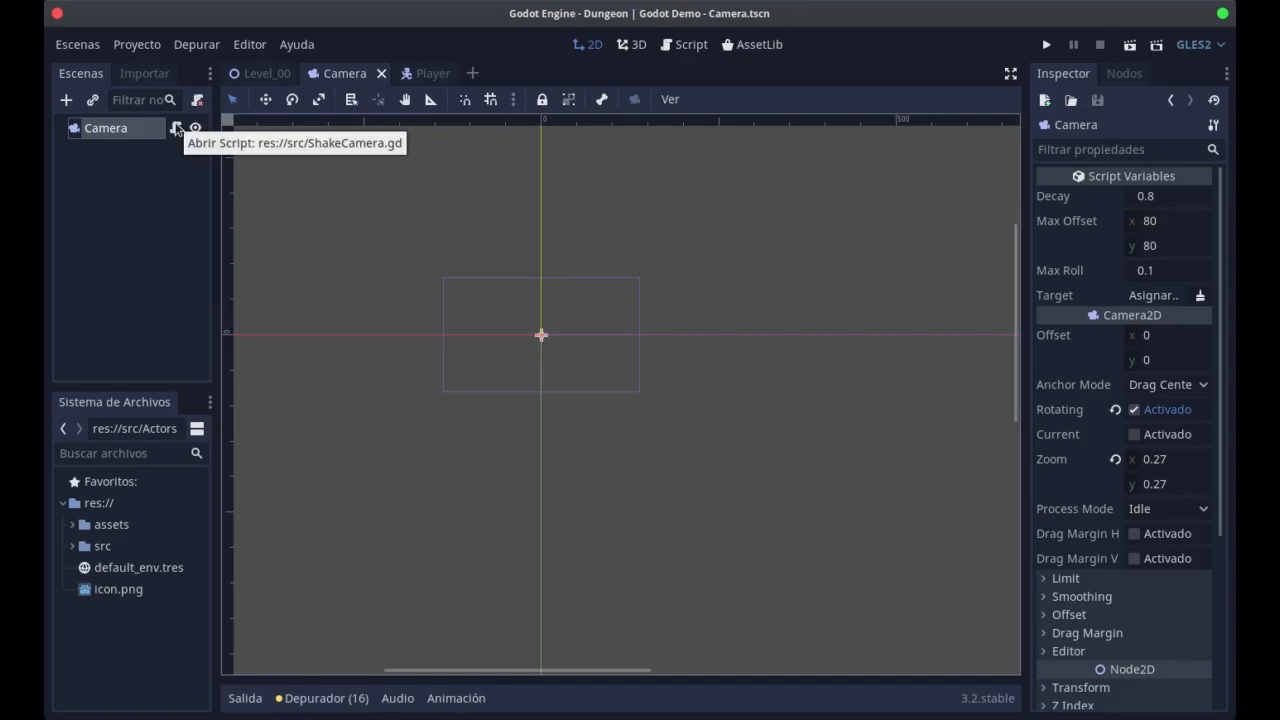 Godot Engine - Dungeon | Godot Demo - Camera.tscn
Escenas Proyecto Depurar Editor Ayuda
2D 3D Script AssetLib
GLES2
Escenas Importar
Level_00 Camera Player
Inspector Nodos
Filtrar no
Ver
Camera
Abrir Script: res://src/ShakeCamera.gd
0 500
0
Camera
Filtrar propiedades
Script Variables
Decay 0.8
Max Offset x 80
y 80
Max Roll 0.1
Target Asignar..
Camera2D
Offset x 0
y 0
Anchor Mode Drag Cente
Rotating Activado
Current Activado
Zoom x 0.27
y 0.27
Process Mode Idle
Drag Margin H Activado
Drag Margin V Activado
Limit
Smoothing
Offset
Drag Margin
Editor
Node2D
Transform
Z Index
Sistema de Archivos
res://src/Actors
Buscar archivos
Favoritos:
res://
assets
src
default_env.tres
icon.png
Salida Depurador (16) Audio Animación
3.2.stable